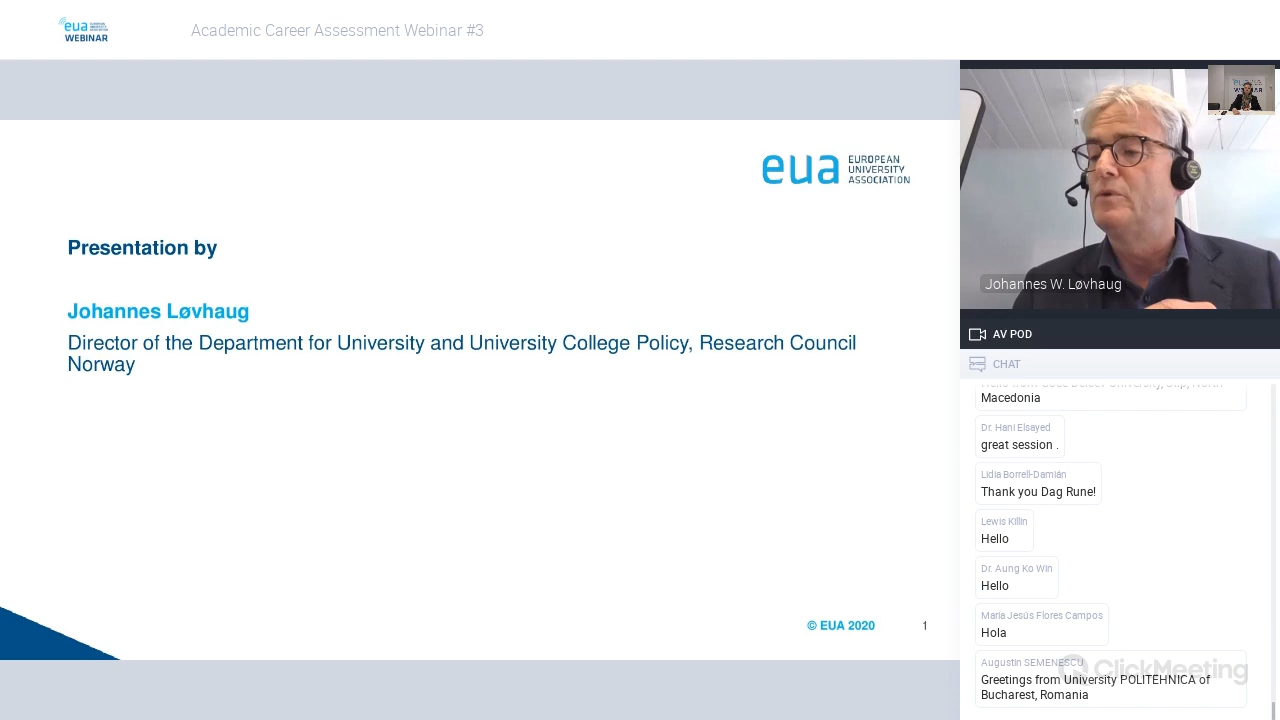 eua EUROPEAN UNIVERSITY ASSOCIATION
WEBINAR
Academic Career Assessment Webinar #3
eua
EUROPEAN
UNIVERSITY
ASSOCIATION
Presentation by
Johannes Løvhaug
Director of the Department for University and University College Policy, Research Council
Norway
© EUA 2020
1
Johannes W. Løvhaug
AV POD
CHAT
Macedonia
Dr. Hani Elsayed
great session .
Lidia Borrell-Damián
Thank you Dag Rune!
Lewis Killin
Hello
Dr. Aung Ko Win
Hello
María Jesús Flores Campos
Hola
Augustin SEMENESCU
Greetings from University POLITEHNICA of
Bucharest, Romania
ClickMeeting